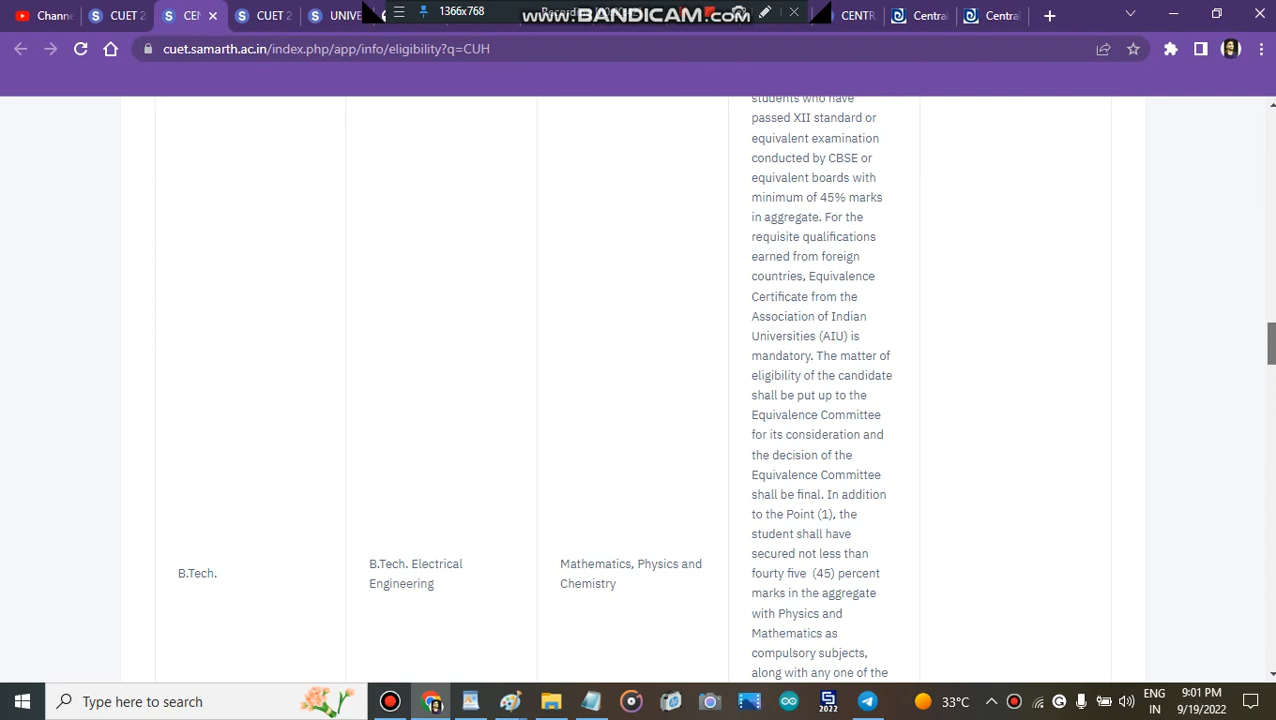 Chann
CUET 2
CEN
CUET 2
UNIVE
1366x768
Recording
www.BANDICAM.com
CENTR
Central
Central
cuet.samarth.ac.in/index.php/app/info/eligibility?q=CUH
students who have
passed XII standard or
equivalent examination
conducted by CBSE or
equivalent boards with
minimum of 45% marks
in aggregate. For the
requisite qualifications
earned from foreign
countries, Equivalence
Certificate from the
Association of Indian
Universities (AIU) is
mandatory. The matter of
eligibility of the candidate
shall be put up to the
Equivalence Committee
for its consideration and
the decision of the
Equivalence Committee
shall be final. In addition
to the Point (1), the
student shall have
secured not less than
fourty five (45) percent
marks in the aggregate
with Physics and
Mathematics as
compulsory subjects,
along with any one of the
B.Tech.
B.Tech. Electrical
Engineering
Mathematics, Physics and
Chemistry
Type here to search
2022
33°C
ENG
IN
9:01 PM
9/19/2022